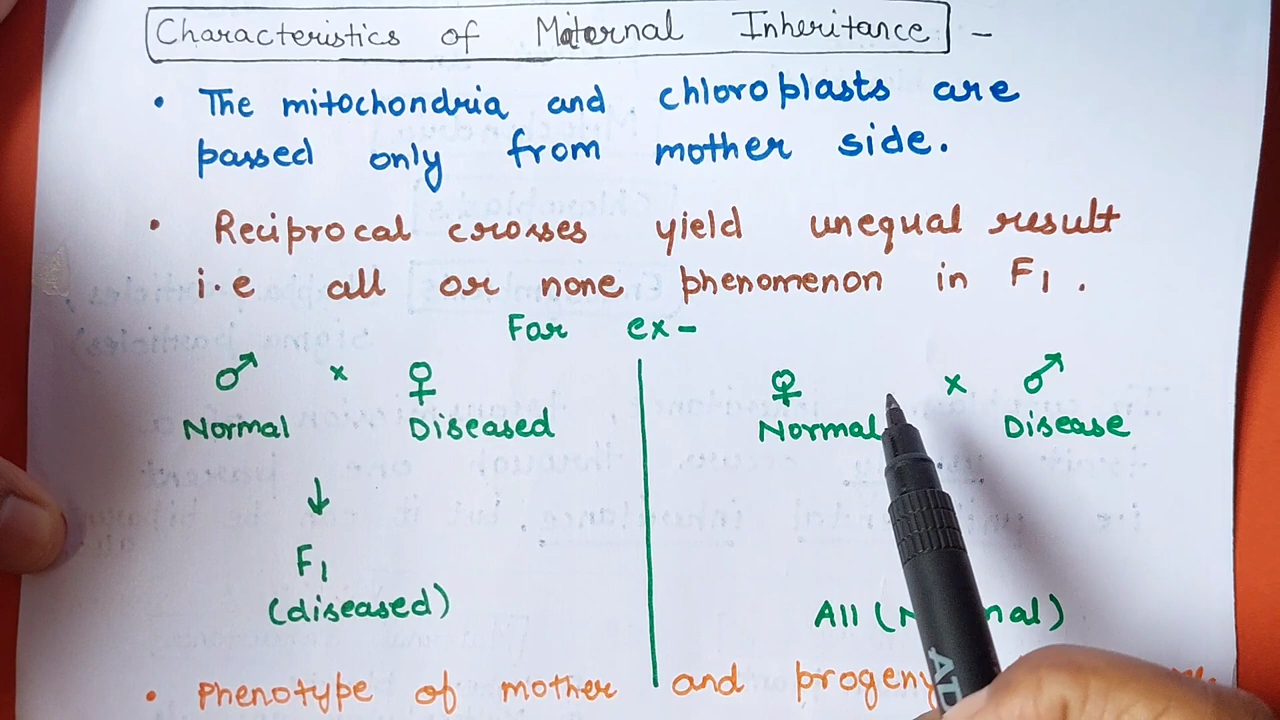 Characteristics of Maternal Inheritance -
• The mitochondria and chloroplasts are
passed only from mother side.
• Reciprocal crosses yield unequal result
i.e all or none phenomenon in F1.
For ex-
♂ x ♀
Normal Diseased
↓
F1
(diseased)
♀ x ♂
Normal Disease
All (Normal)
• Phenotype of mother and progeny